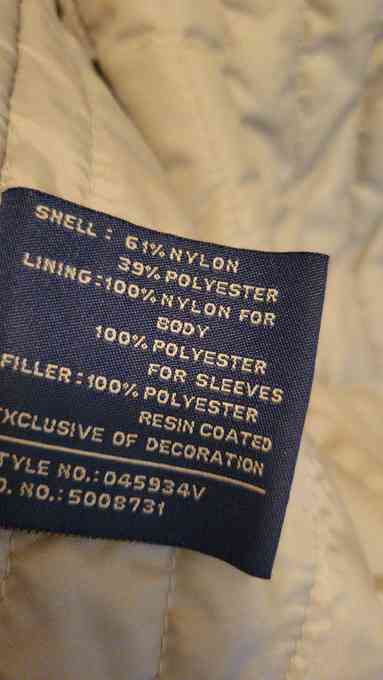 SHELL: 61% NYLON
39% POLYESTER
LINING:100% NYLON FOR
BODY
100% POLYESTER
FOR SLEEVES
FILLER:100% POLYESTER
RESIN COATED
EXCLUSIVE OF DECORATION
STYLE NO.:045934V
O. NO.:5008731